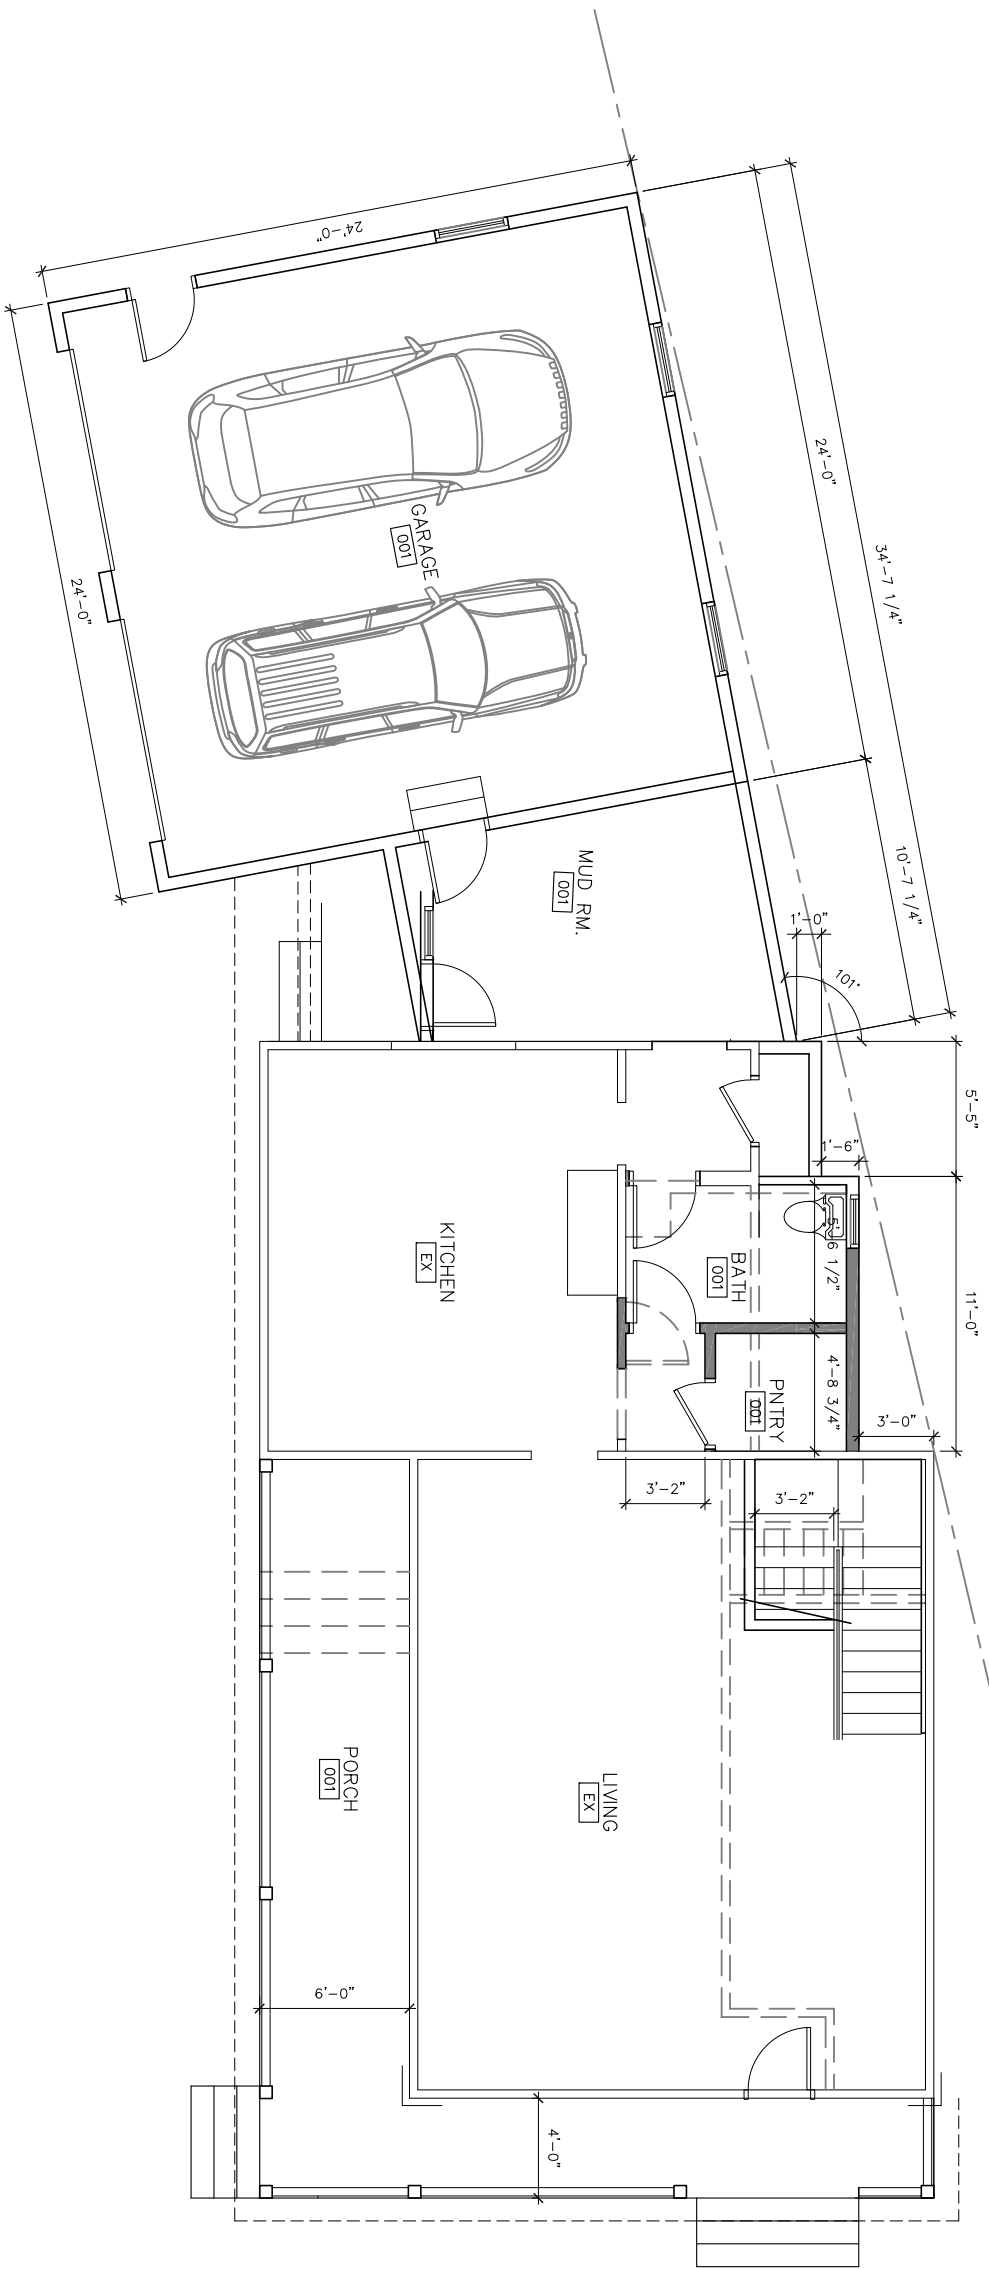 24'-0"
24'-0"
34'-7 1/4"
24'-0"
GARAGE
001
10'-7 1/4"
MUD RM.
001
1'-0"
101°
5'-5"
1'-6"
5'-6 1/2"
11'-0"
KITCHEN
EX
BATH
001
4'-8 3/4"
PNTRY
001
3'-0"
3'-2"
3'-2"
PORCH
001
LIVING
EX
6'-0"
4'-0"